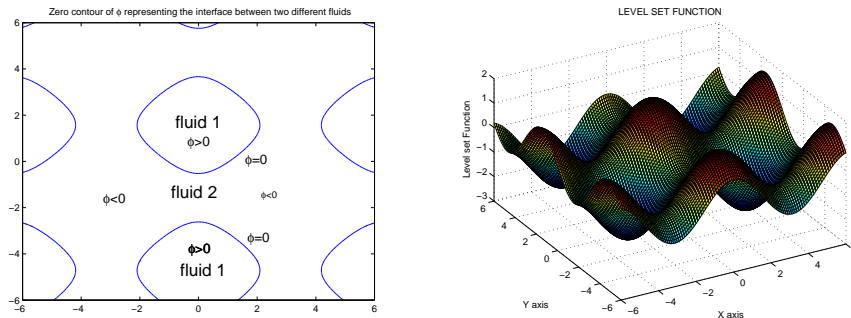 Zero contour of ϕ representing the interface between two different fluids
6
4
2
0
−2
−4
−6
−6
−4
−2
0
2
4
6
fluid 1
ϕ>0
ϕ=0
fluid 2
ϕ<0
ϕ<0
ϕ=0
ϕ>0
fluid 1
LEVEL SET FUNCTION
2
1
0
−1
−2
−3
Level set Function
6
4
2
0
−2
−4
−6
Y axis
−6
−4
−2
0
2
4
X axis